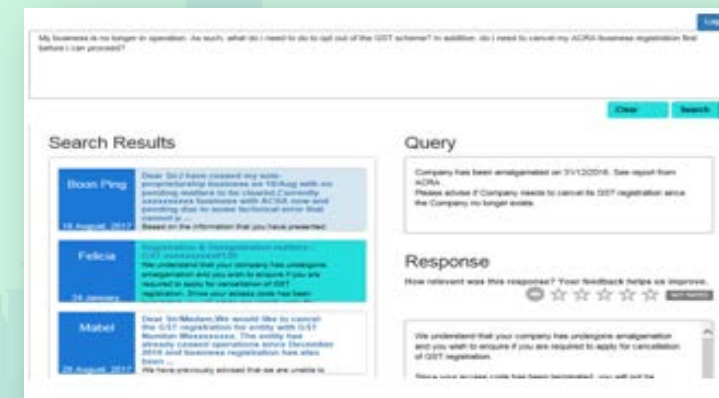 My business is no longer in operation. As such, what do I need to do to opt out of the GST scheme? In addition, do I need to cancel my ACRA business registration first
before I can proceed?
Clear
Search
Search Results
Boon Ping
Dear Sir,I have ceased my sole-
proprietorship business on 16/Aug with no
pending matters to be cleared.Currently
business with ACRA now and
pending due to some technical error that
cannot p ...
16 August, 2017
Based on the information that you have presented
Felicia
Registration & Deregistration matters -
GST
We understand that your company has undergone
amalgamation and you wish to enquire if you are
required to apply for cancellation of GST
registration. Since your access code has been
24 January,
Mabel
Dear Sir/Madam,We would like to cancel
the GST registration for entity with GST
Number The entity has
already ceased operations since December
2016 and business registration has also
been ...
28 August, 2017
We have previously advised that we are unable to
Query
Company has been amalgamated on 31/12/2016. See report from
ACRA.
Please advise if Company needs to cancel its GST registration since
the Company no longer exists.
Response
How relevant was this response? Your feedback helps us improve.
NOT RATED
We understand that your company has undergone amalgamation
and you wish to enquire if you are required to apply for cancellation
of GST registration.
Since your access code has been terminated, you will not be